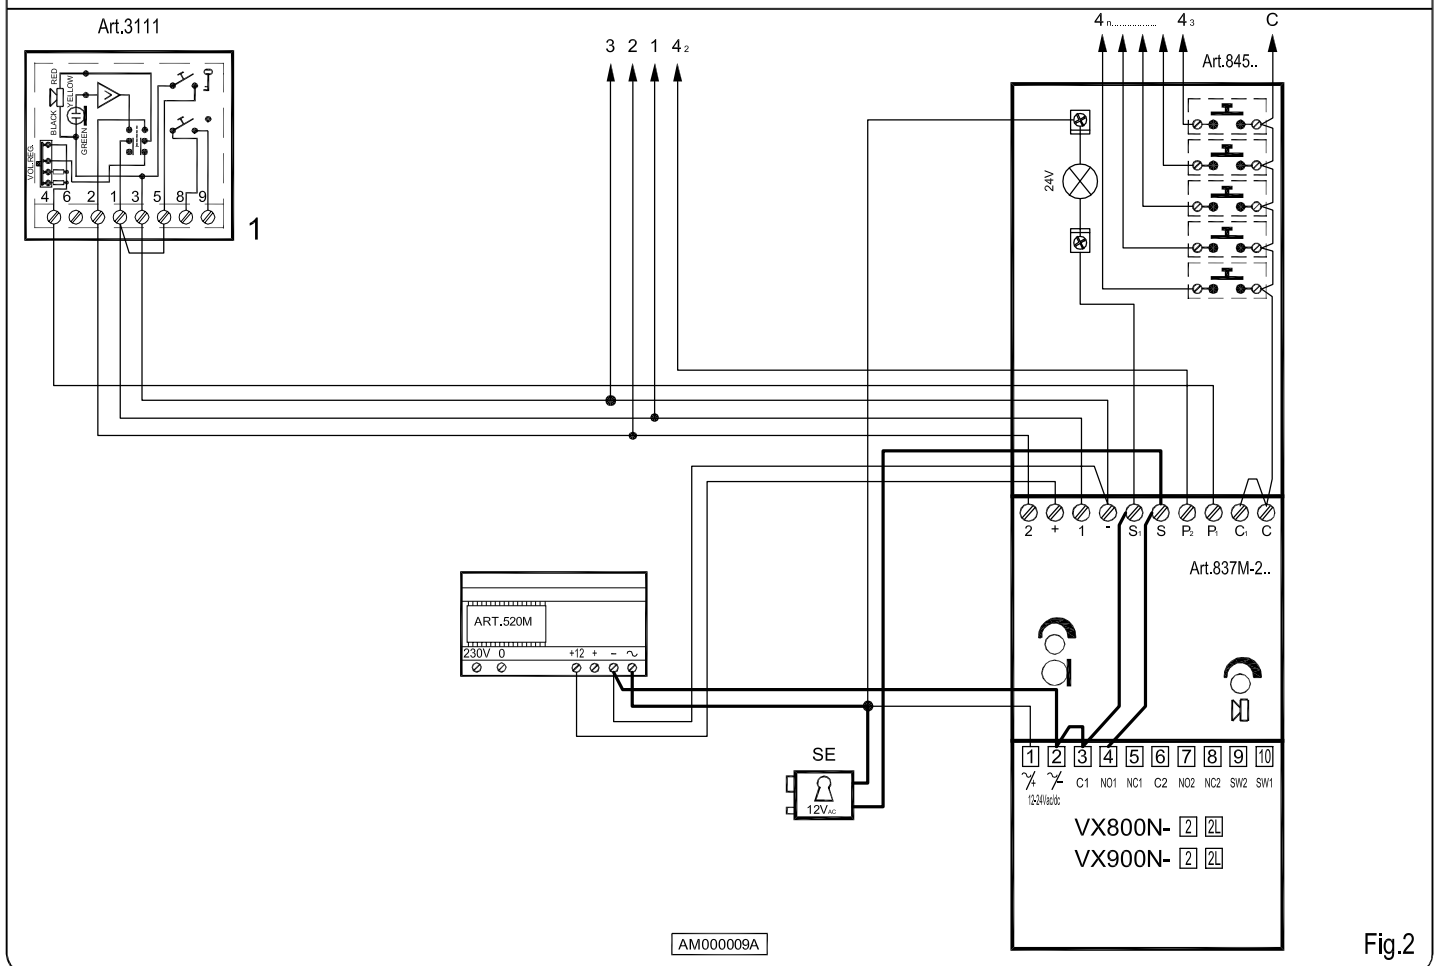 Art.3111
3 2 1 4₂
4ₙ................. 4₃ C
Art.845..
RED
YELLOW
BLACK
GREEN
VOL.REG.
4 6 2 1 3 5 8 9
1
24V
2 + 1 - S₁ S P₂ P₁ C₁ C
Art.837M-2..
ART.520M
230V 0 +12 + − ~
SE
12VAC
1 2 3 4 5 6 7 8 9 10
~/+ ~/- C1 NO1 NC1 C2 NO2 NC2 SW2 SW1
12-24Vac/dc
VX800N- 2 2L
VX900N- 2 2L
AM000009A
Fig.2